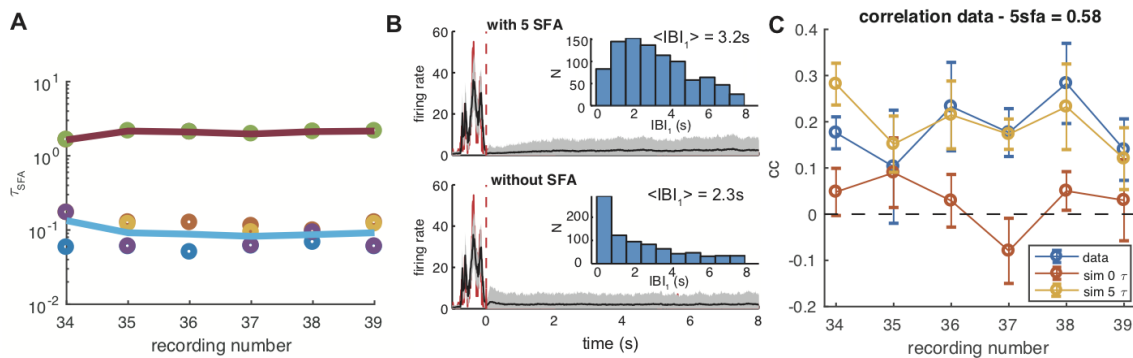 A
τSFA
10^1
10^0
10^-1
10^-2
34 35 36 37 38 39
recording number
B
with 5 SFA
firing rate
60
40
20
0
<IBI1> = 3.2s
N
150
100
50
0
0 2 4 6 8
IBI1 (s)
without SFA
firing rate
60
40
20
0
<IBI1> = 2.3s
N
200
100
0
0 2 4 6 8
IBI1 (s)
0 2 4 6 8
time (s)
C
correlation data - 5sfa = 0.58
cc
0.4
0.3
0.2
0.1
0
-0.1
-0.2
data
sim 0 τ
sim 5 τ
34 35 36 37 38 39
recording number